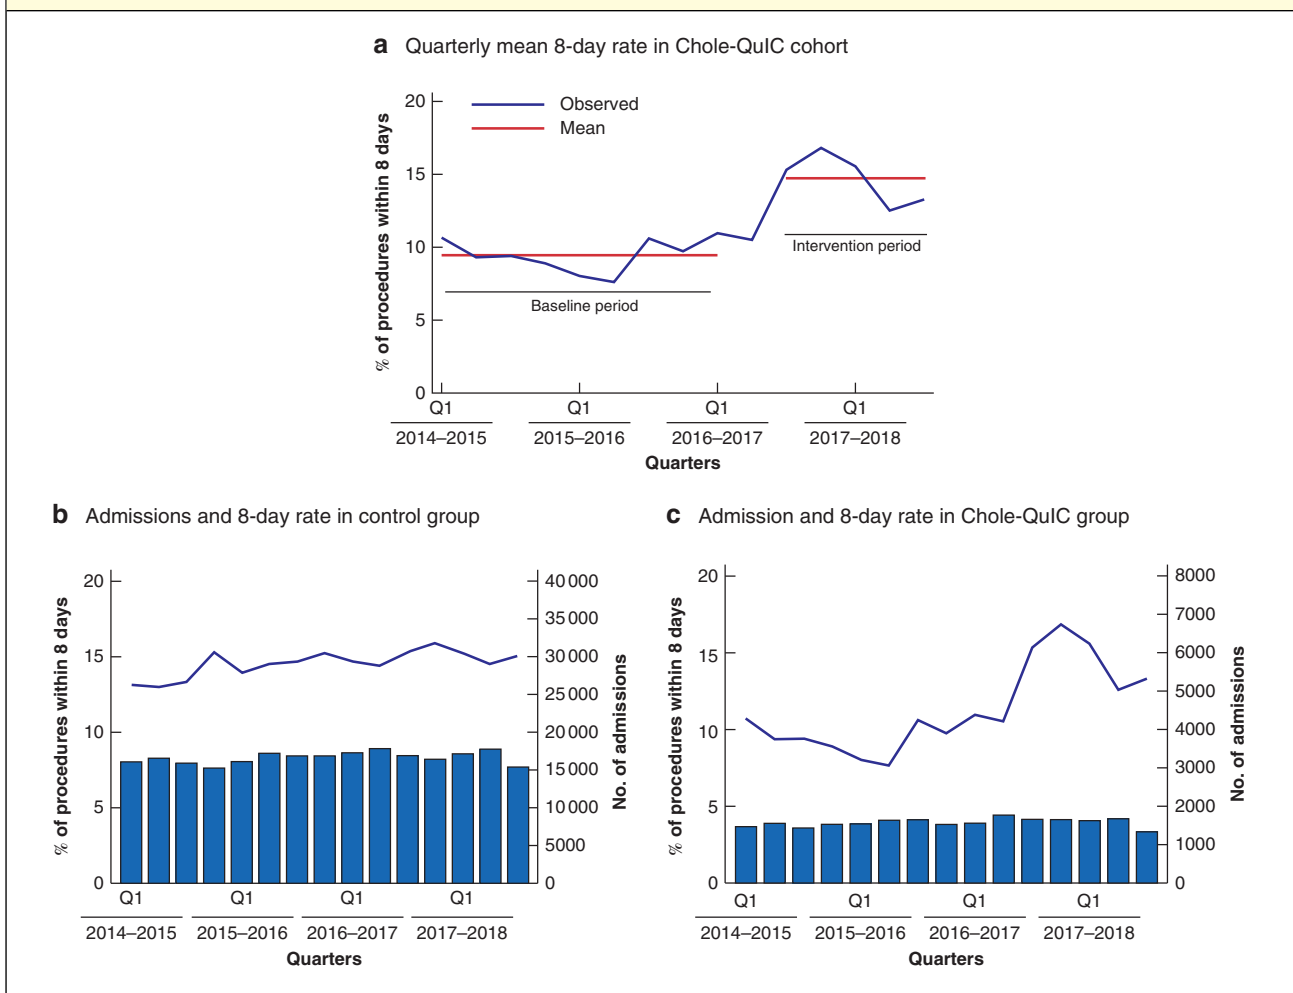 a Quarterly mean 8-day rate in Chole-QuIC cohort
% of procedures within 8 days
20
15
10
5
0
Observed
Mean
Baseline period
Intervention period
Q1 Q1 Q1 Q1
2014–2015 2015–2016 2016–2017 2017–2018
Quarters
b Admissions and 8-day rate in control group
% of procedures within 8 days
20
15
10
5
0
40 000
35 000
30 000
25 000
20 000
15 000
10 000
5000
0
No. of admissions
Q1 Q1 Q1 Q1
2014–2015 2015–2016 2016–2017 2017–2018
Quarters
c Admission and 8-day rate in Chole-QuIC group
% of procedures within 8 days
20
15
10
5
0
8000
7000
6000
5000
4000
3000
2000
1000
0
No. of admissions
Q1 Q1 Q1 Q1
2014–2015 2015–2016 2016–2017 2017–2018
Quarters